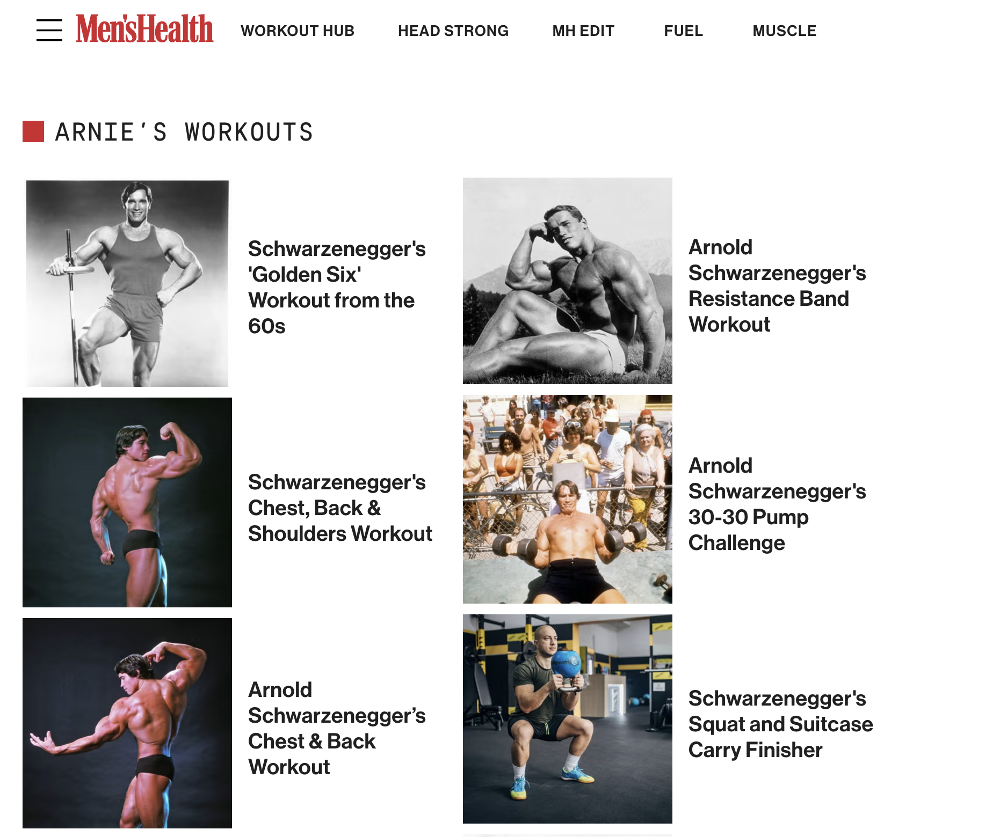 Men'sHealth
WORKOUT HUB
HEAD STRONG
MH EDIT
FUEL
MUSCLE
ARNIE'S WORKOUTS
Schwarzenegger's
'Golden Six'
Workout from the
60s
Arnold
Schwarzenegger's
Resistance Band
Workout
Schwarzenegger's
Chest, Back &
Shoulders Workout
Arnold
Schwarzenegger's
30-30 Pump
Challenge
Arnold
Schwarzenegger’s
Chest & Back
Workout
Schwarzenegger's
Squat and Suitcase
Carry Finisher